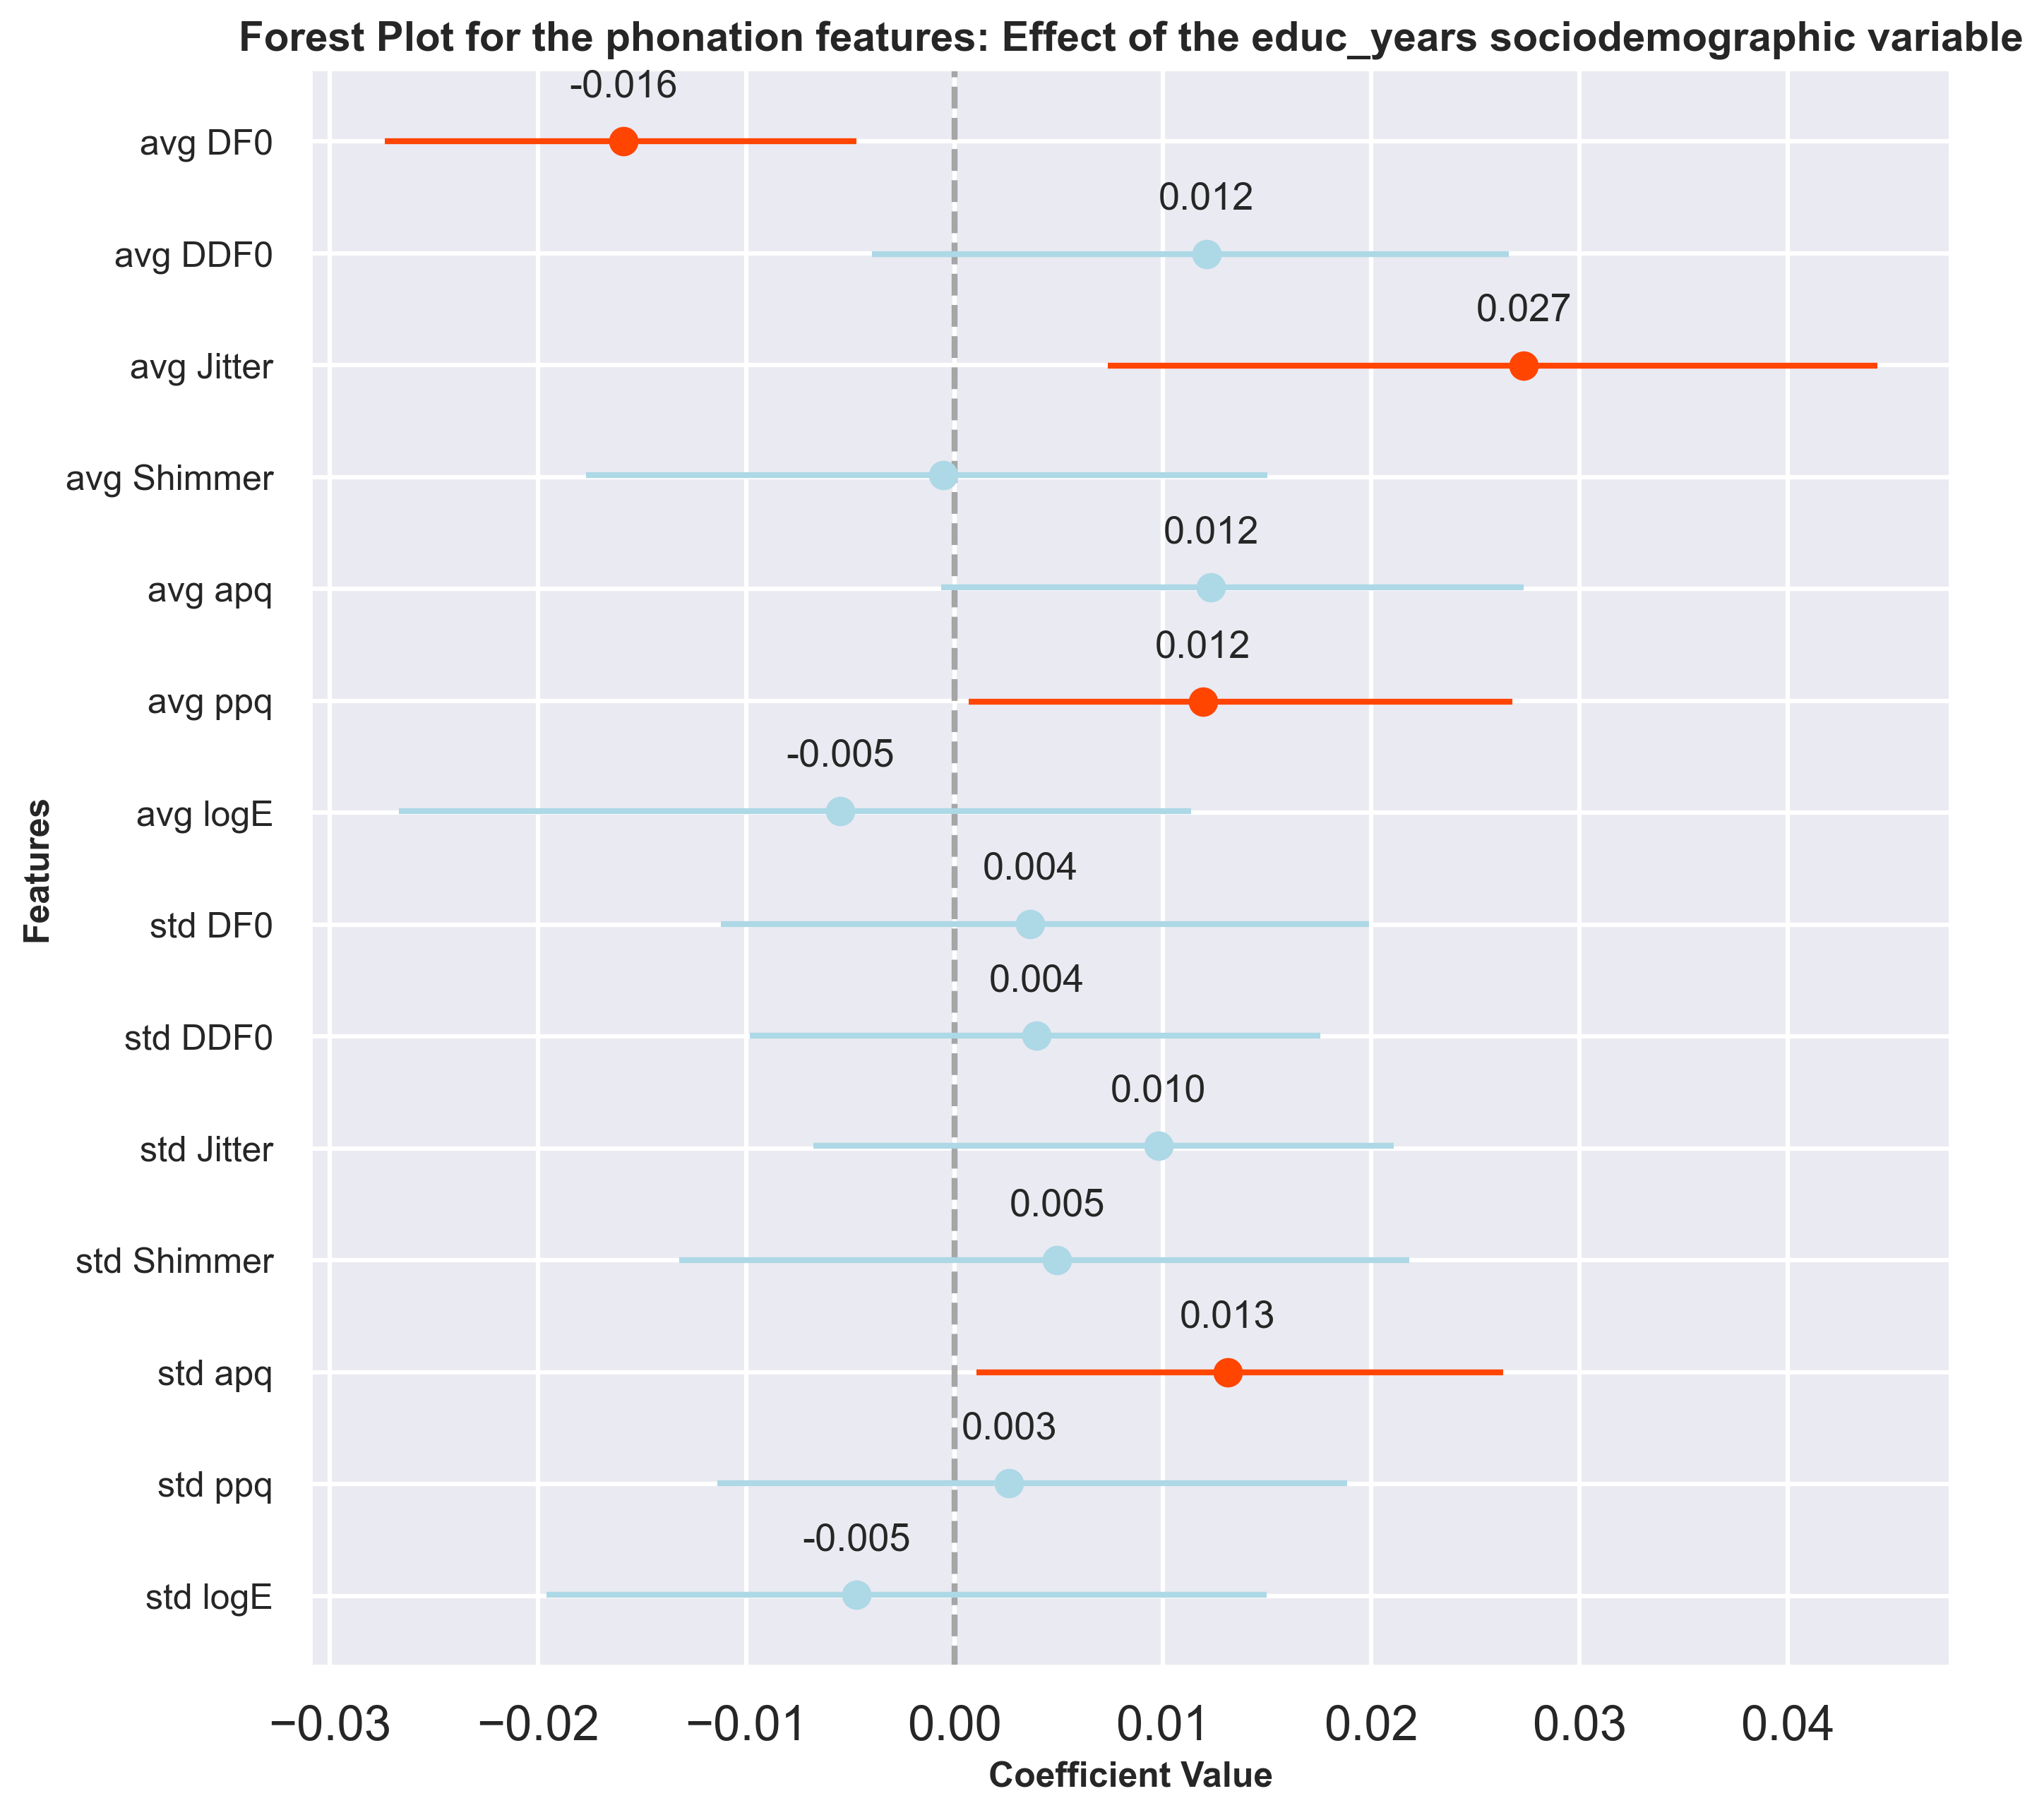 Forest Plot for the phonation features: Effect of the educ_years sociodemographic variable
-0.016
avg DF0
0.012
avg DDF0
0.027
avg Jitter
avg Shimmer
0.012
avg apq
0.012
avg ppq
-0.005
avg logE
0.004
std DF0
0.004
std DDF0
0.010
std Jitter
0.005
std Shimmer
0.013
std apq
0.003
std ppq
-0.005
std logE
Features
−0.03 −0.02 −0.01 0.00 0.01 0.02 0.03 0.04
Coefficient Value